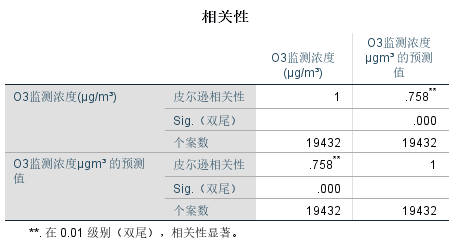 相关性
O3监测浓度(μg/m³)
O3监测浓度μgm³ 的预测值
O3监测浓度(μg/m³) 皮尔逊相关性 1 .758**
Sig.（双尾） .000
个案数 19432 19432
O3监测浓度μgm³ 的预测值 皮尔逊相关性 .758** 1
Sig.（双尾） .000
个案数 19432 19432
**. 在 0.01 级别（双尾），相关性显著。